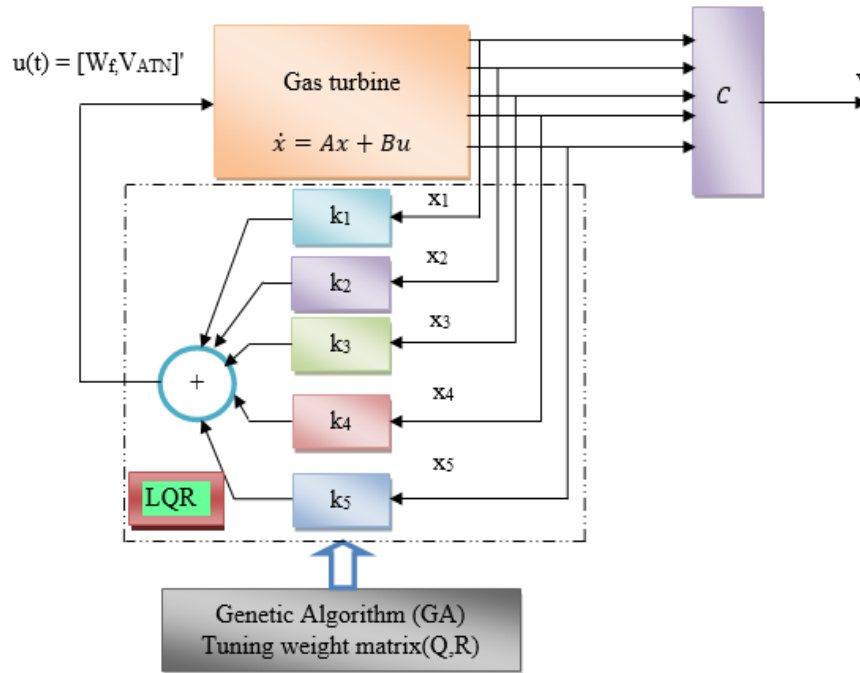 u(t) = [Wf,VATN]'
Gas turbine
ẋ = Ax + Bu
C
k1
x1
k2
x2
k3
x3
+
k4
x4
x5
LQR
k5
Genetic Algorithm (GA)
Tuning weight matrix(Q,R)